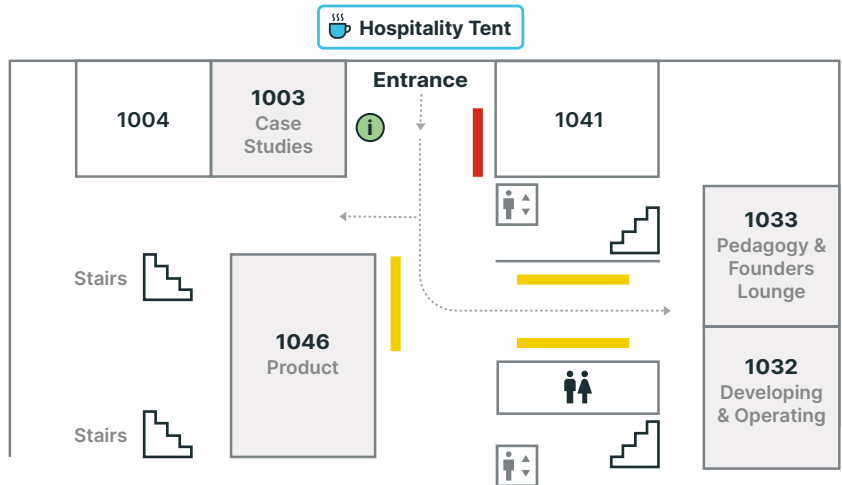 Hospitality Tent
Entrance
1004
1003
Case
Studies
i
1041
1033
Pedagogy &
Founders
Lounge
Stairs
1046
Product
1032
Developing
& Operating
Stairs